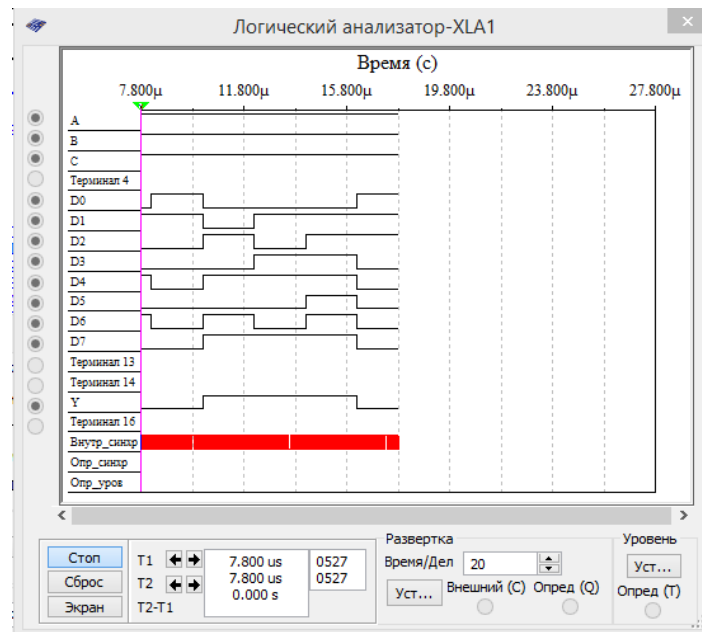 Логический анализатор-XLA1
Время (с)
7.800µ 11.800µ 15.800µ 19.800µ 23.800µ 27.800µ
A
B
C
Терминал 4
D0
D1
D2
D3
D4
D5
D6
D7
Терминал 13
Терминал 14
Y
Терминал 16
Внутр_синхр
Опр_синхр
Опр_уров
Стоп
Сброс
Экран
T1 7.800 us 0527
T2 7.800 us 0527
T2-T1 0.000 s
Развертка
Время/Дел 20
Уст... Внешний (C) Опред (Q)
Уровень
Уст...
Опред (T)